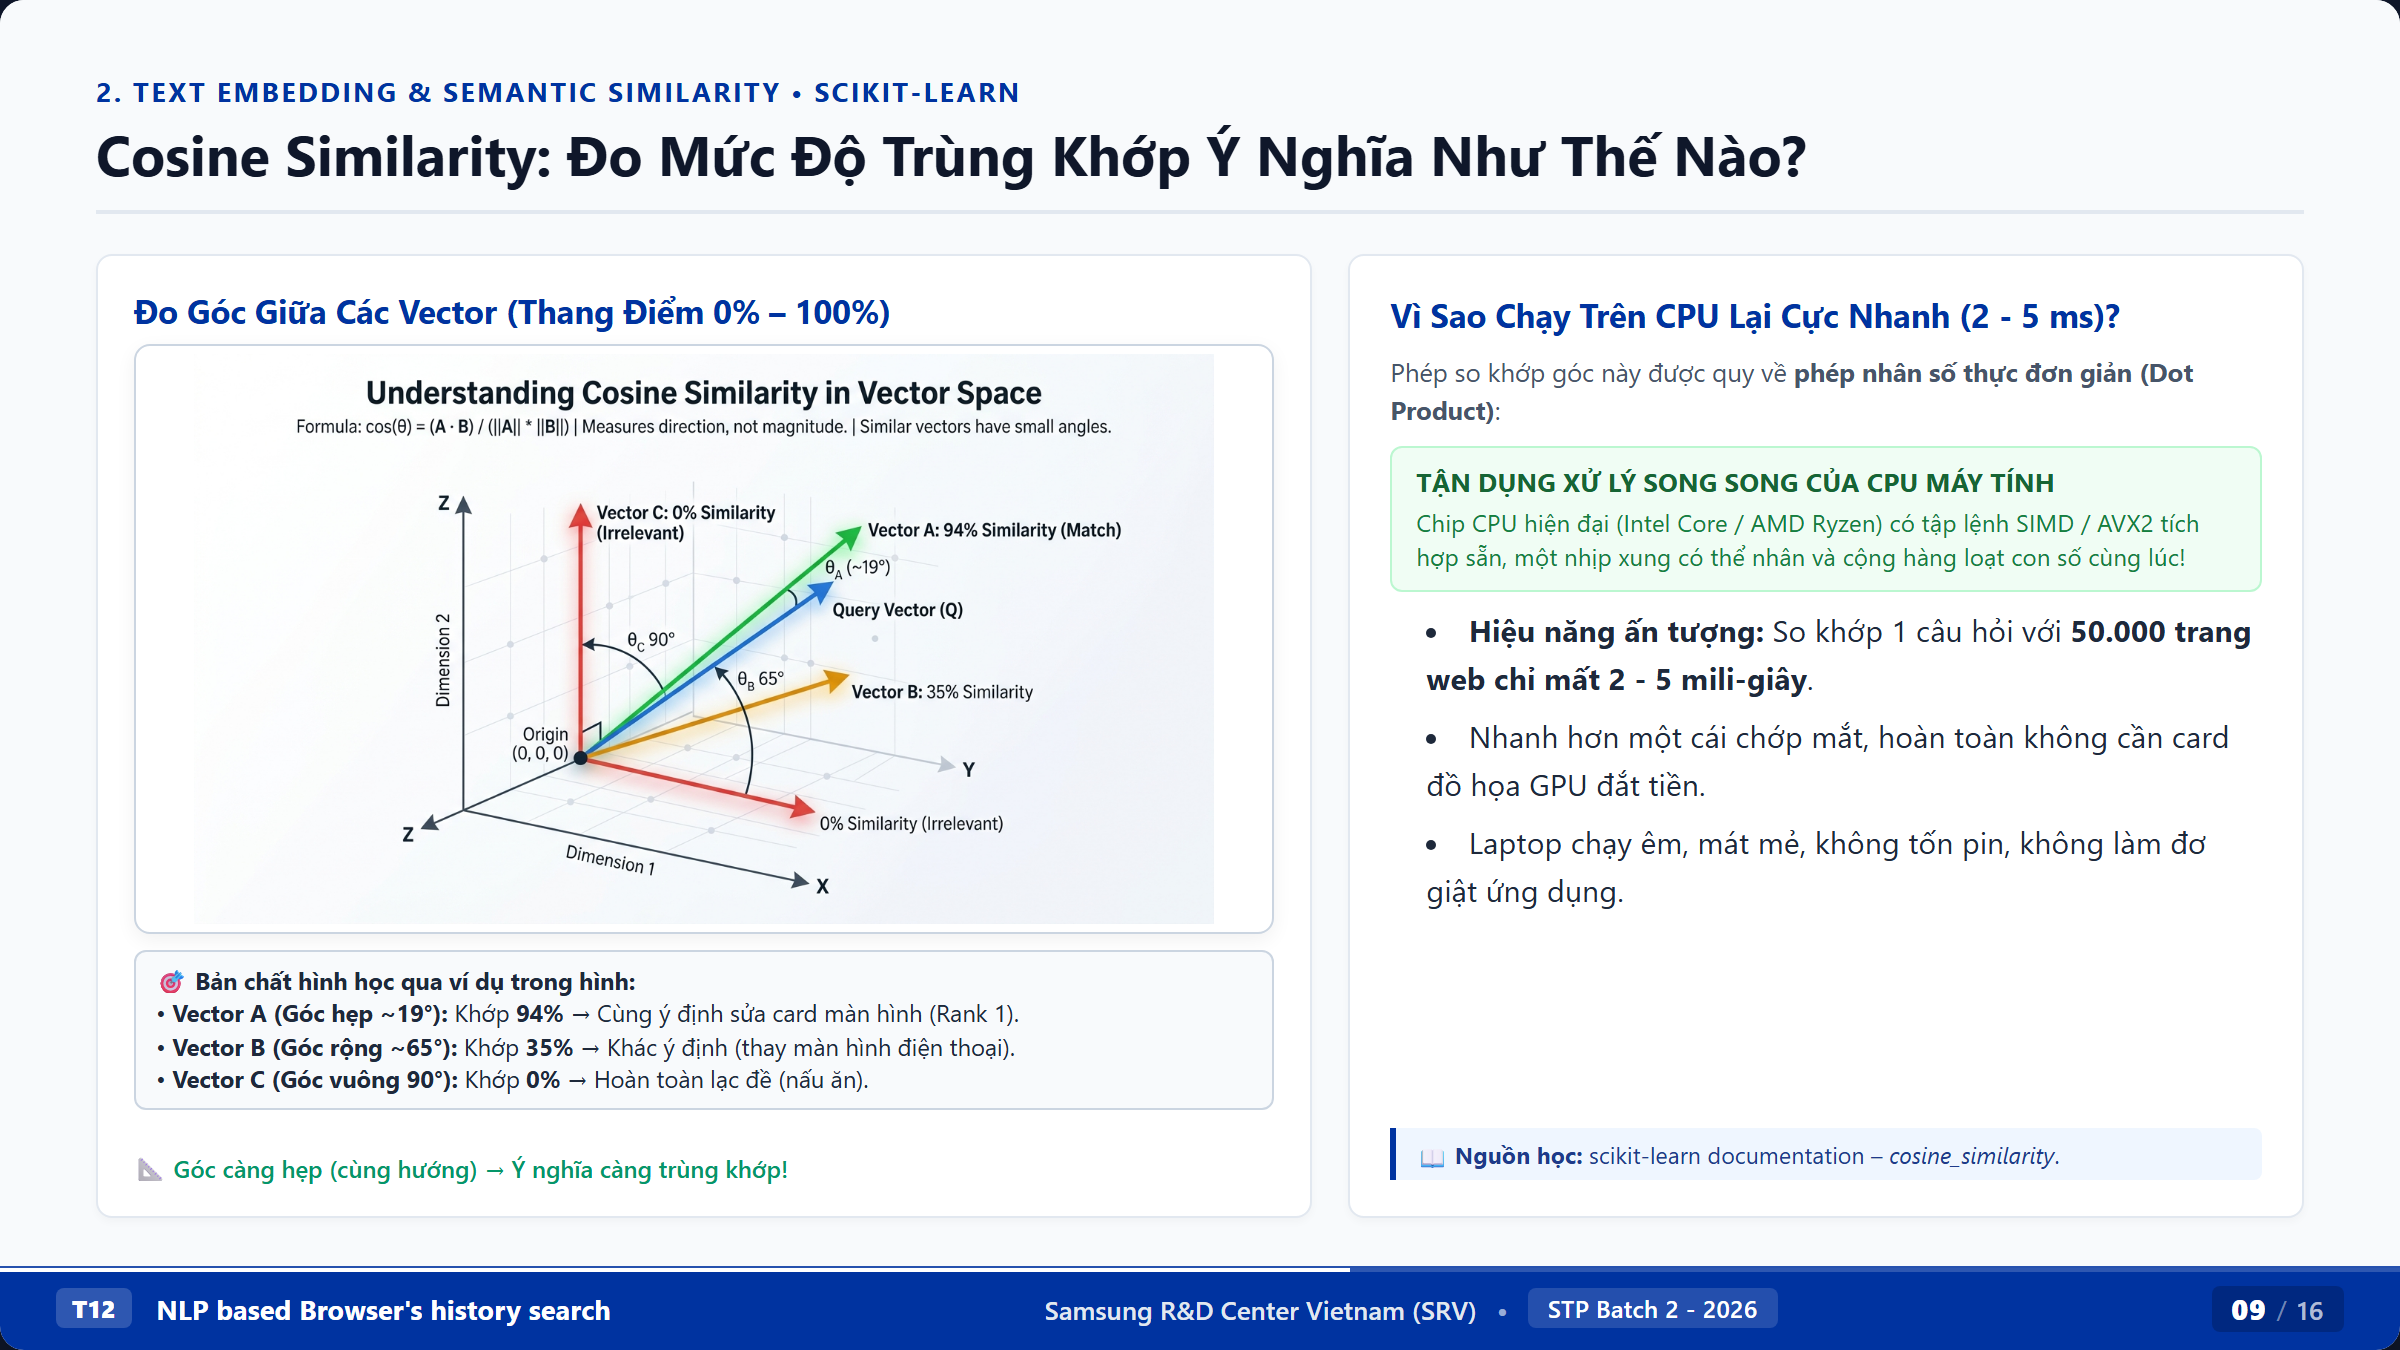 2. TEXT EMBEDDING & SEMANTIC SIMILARITY • SCIKIT-LEARN
Cosine Similarity: Đo Mức Độ Trùng Khớp Ý Nghĩa Như Thế Nào?
Đo Góc Giữa Các Vector (Thang Điểm 0% – 100%)
Understanding Cosine Similarity in Vector Space
Formula: cos(θ) = (A · B) / (||A|| * ||B||) | Measures direction, not magnitude. | Similar vectors have small angles.
Z
Vector C: 0% Similarity
(Irrelevant)
Vector A: 94% Similarity (Match)
θA (~19°)
Query Vector (Q)
θC 90°
θB 65°
Vector B: 35% Similarity
Dimension 2
Origin
(0, 0, 0)
Y
0% Similarity (Irrelevant)
Z
Dimension 1
X
🎯 Bản chất hình học qua ví dụ trong hình:
• Vector A (Góc hẹp ~19°): Khớp 94% → Cùng ý định sửa card màn hình (Rank 1).
• Vector B (Góc rộng ~65°): Khớp 35% → Khác ý định (thay màn hình điện thoại).
• Vector C (Góc vuông 90°): Khớp 0% → Hoàn toàn lạc đề (nấu ăn).
📐 Góc càng hẹp (cùng hướng) → Ý nghĩa càng trùng khớp!
Vì Sao Chạy Trên CPU Lại Cực Nhanh (2 - 5 ms)?
Phép so khớp góc này được quy về phép nhân số thực đơn giản (Dot
Product):
TẬN DỤNG XỬ LÝ SONG SONG CỦA CPU MÁY TÍNH
Chip CPU hiện đại (Intel Core / AMD Ryzen) có tập lệnh SIMD / AVX2 tích
hợp sẵn, một nhịp xung có thể nhân và cộng hàng loạt con số cùng lúc!
• Hiệu năng ấn tượng: So khớp 1 câu hỏi với 50.000 trang
web chỉ mất 2 - 5 mili-giây.
• Nhanh hơn một cái chớp mắt, hoàn toàn không cần card
đồ họa GPU đắt tiền.
• Laptop chạy êm, mát mẻ, không tốn pin, không làm đơ
giật ứng dụng.
📖 Nguồn học: scikit-learn documentation – cosine_similarity.
T12 NLP based Browser's history search
Samsung R&D Center Vietnam (SRV) • STP Batch 2 - 2026
09 / 16